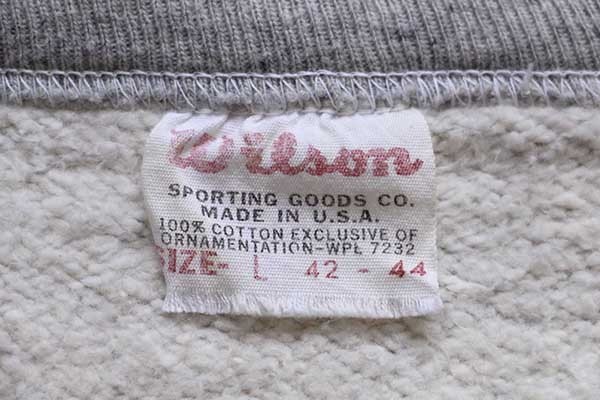 Wilson
SPORTING GOODS CO.
MADE IN U.S.A.
100% COTTON EXCLUSIVE OF
ORNAMENTATION-WPL 7232
SIZE- L 42 - 44